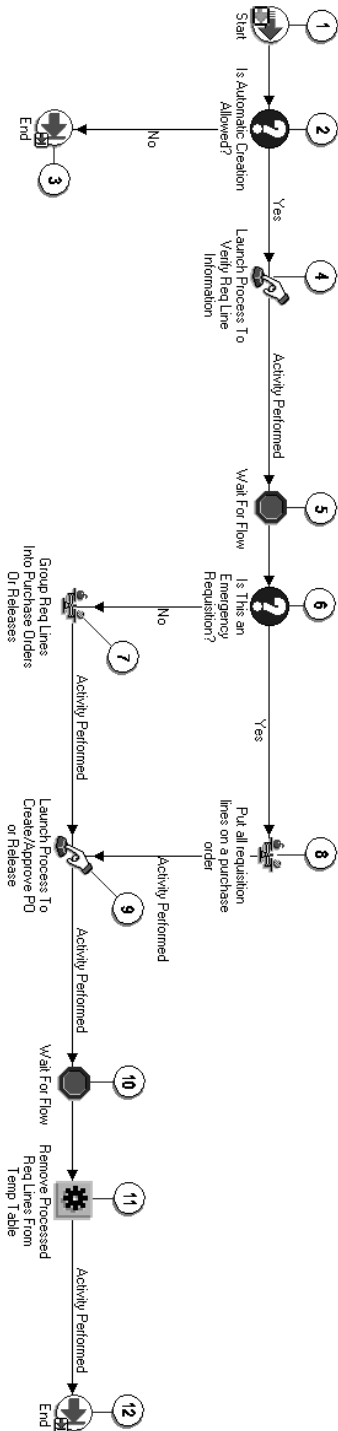 1
Start
2
Is Automatic Creation
Allowed?
No
3
End
Yes
4
Launch Process To
Verify Req Line
Information
Activity Performed
5
Wait For Flow
6
Is This an
Emergency
Requisition?
No
7
Group Req Lines
Into Purchase Orders
Or Releases
Activity Performed
Yes
8
Put all requisition
lines on a purchase
order
Activity Performed
9
Launch Process To
Create/Approve PO
or Release
Activity Performed
10
Wait For Flow
11
Remove Processed
Req Lines From
Temp Table
Activity Performed
12
End